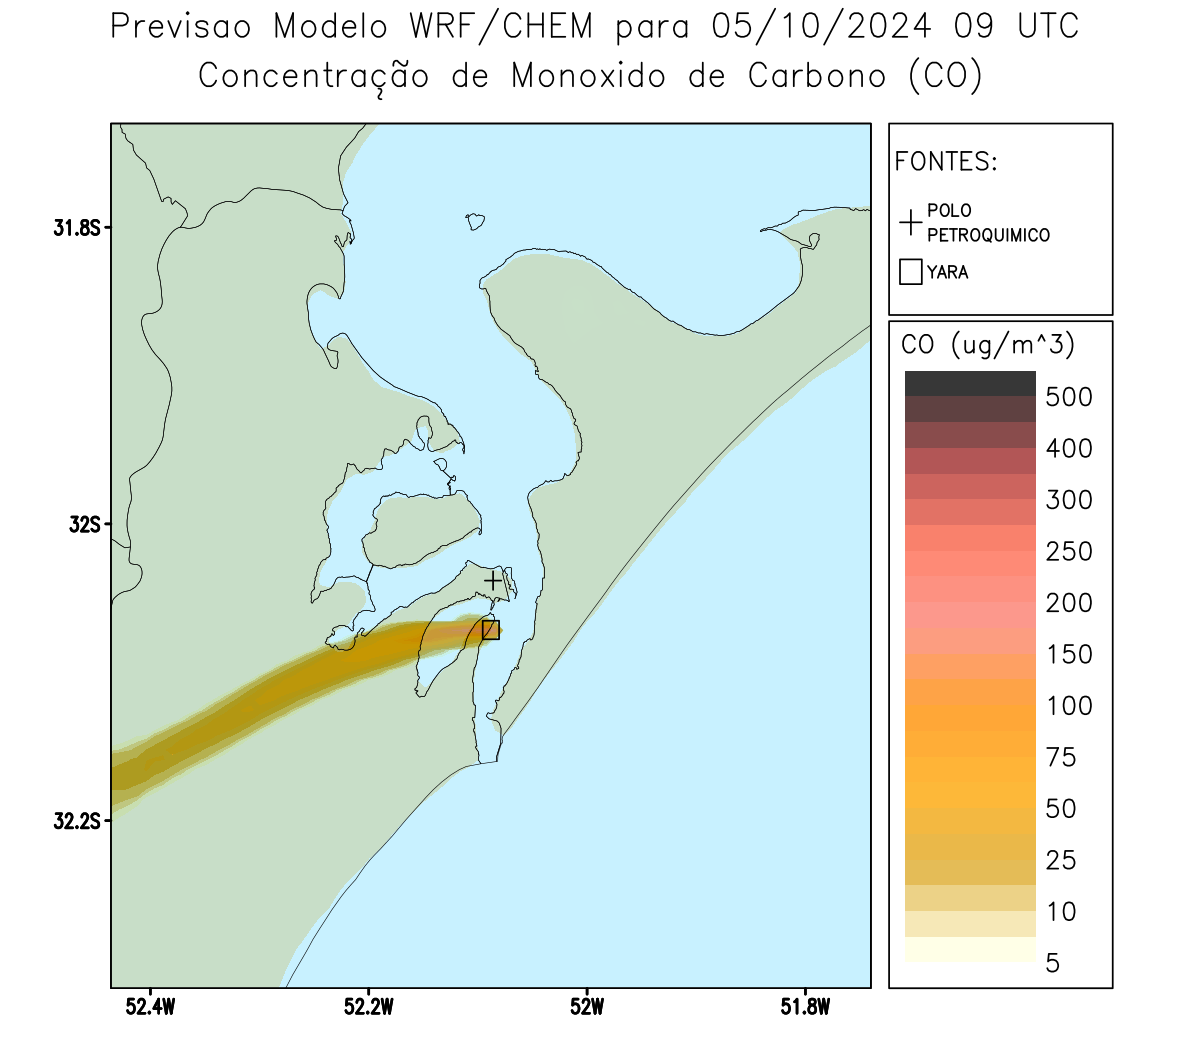 Previsao Modelo WRF/CHEM para 05/10/2024 09 UTC
Concentração de Monoxido de Carbono (CO)
FONTES:
POLO
PETROQUIMICO
YARA
CO (ug/m^3)
500
400
300
250
200
150
100
75
50
25
10
5
31.8S
32S
32.2S
52.4W
52.2W
52W
51.8W